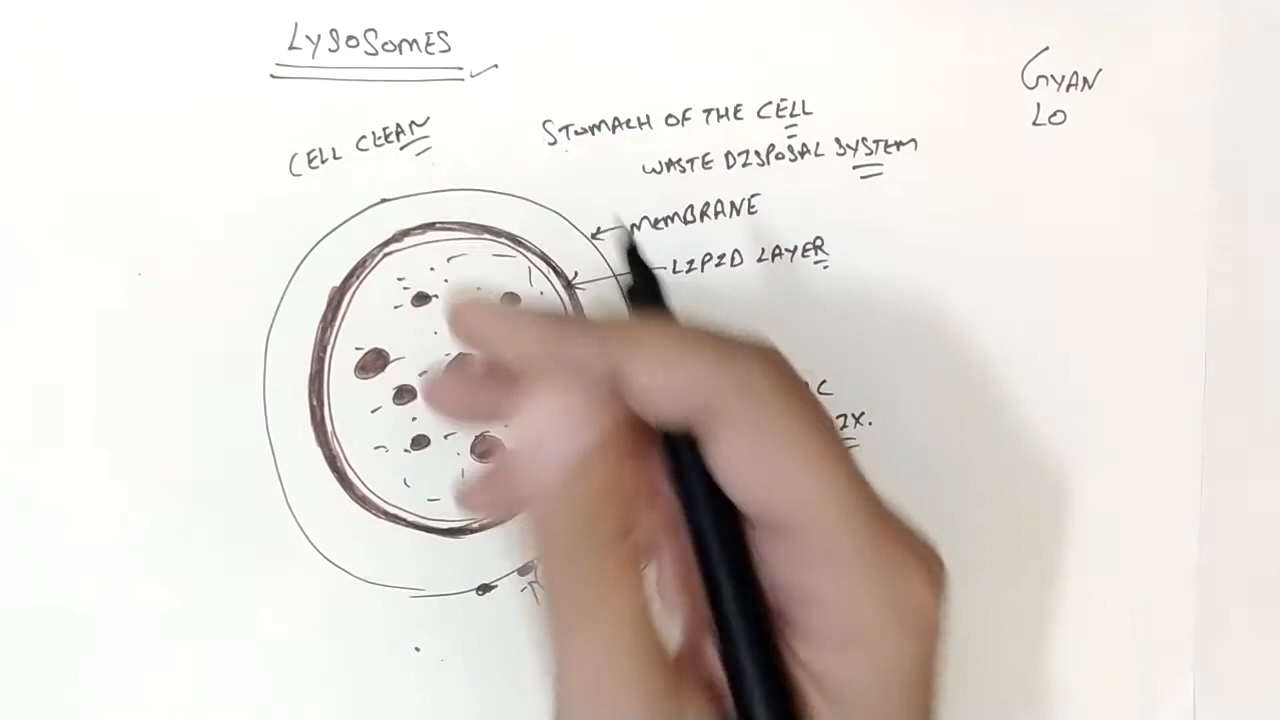 LYSOSOMES
GYAN
LO
CELL CLEAN
STOMACH OF THE CELL
WASTE DISPOSAL SYSTEM
MEMBRANE
LIPID LAYER